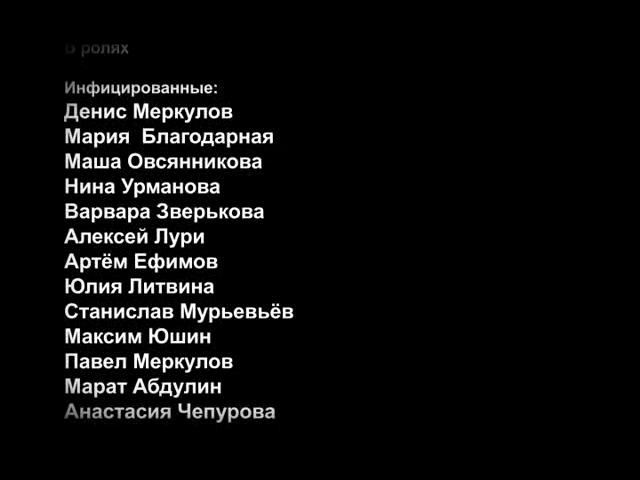 В ролях
Инфицированные:
Денис Меркулов
Мария Благодарная
Маша Овсянникова
Нина Урманова
Варвара Зверькова
Алексей Лури
Артём Ефимов
Юлия Литвина
Станислав Мурьевьёв
Максим Юшин
Павел Меркулов
Марат Абдулин
Анастасия Чепурова